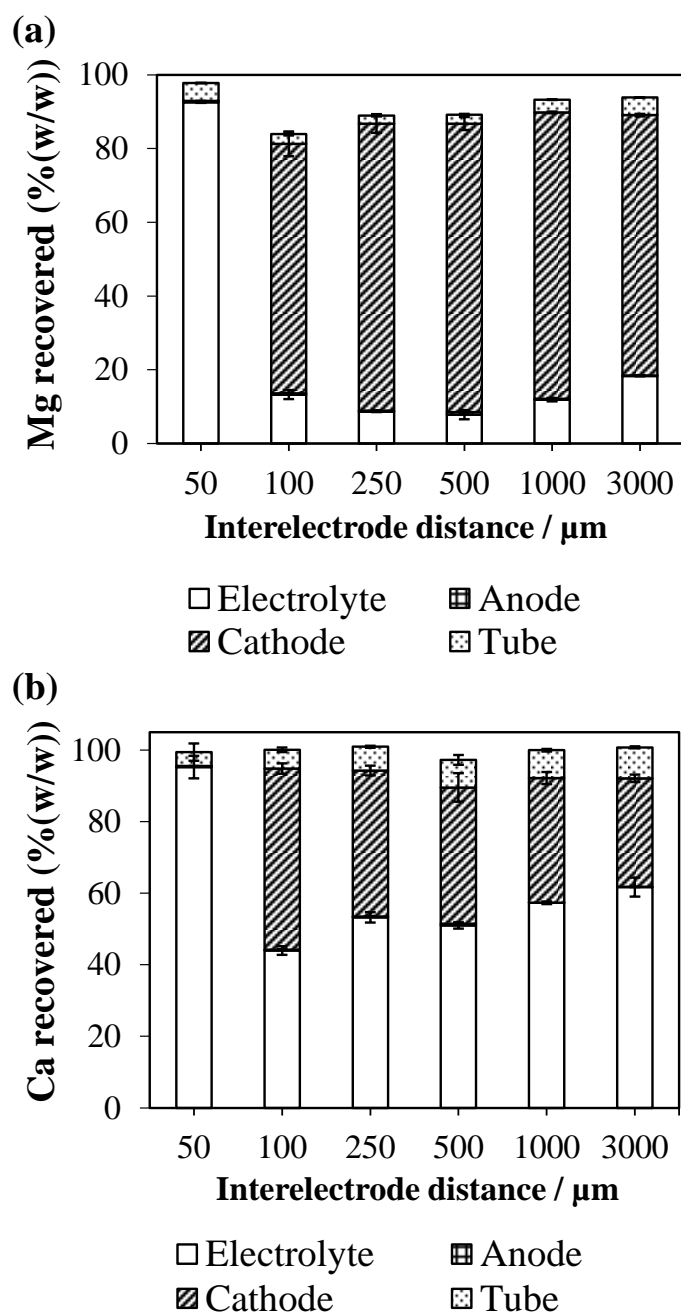 (a)
Mg recovered (%(w/w))
100
80
60
40
20
0
50 100 250 500 1000 3000
Interelectrode distance / µm
Electrolyte Anode
Cathode Tube
(b)
Ca recovered (%(w/w))
100
80
60
40
20
0
50 100 250 500 1000 3000
Interelectrode distance / µm
Electrolyte Anode
Cathode Tube